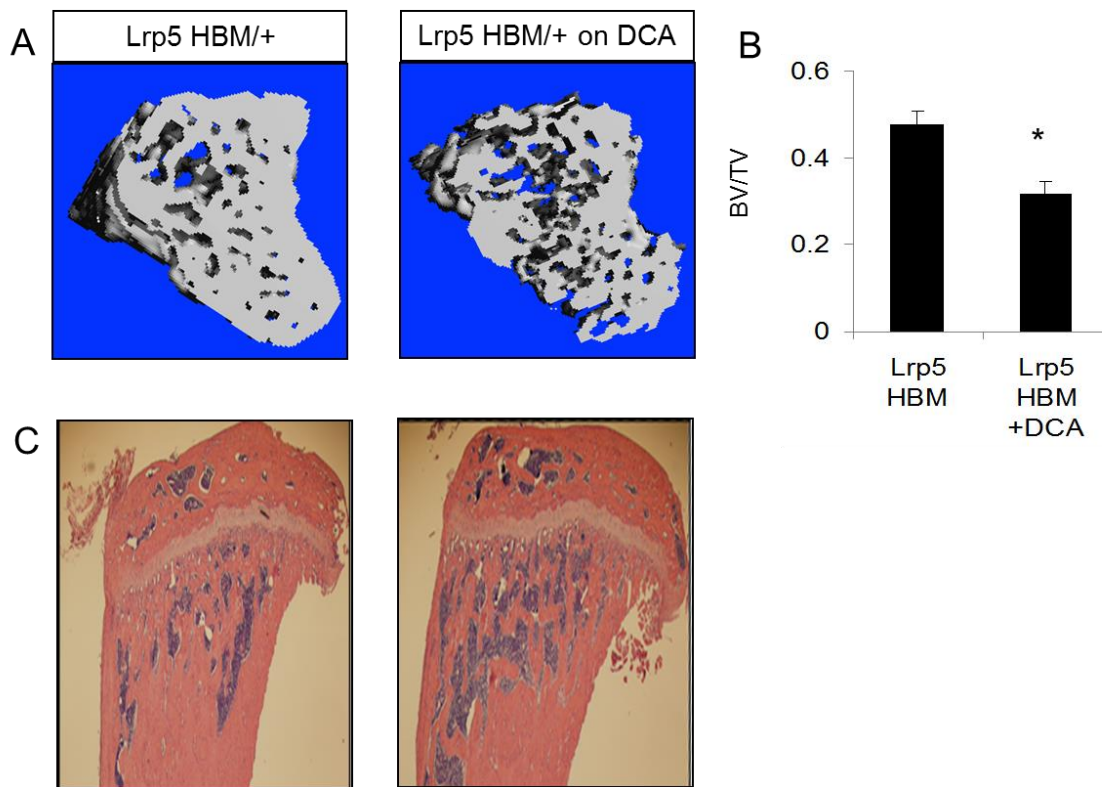 A
Lrp5 HBM/+
Lrp5 HBM/+ on DCA
B
0.6
0.4
0.2
0
BV/TV
*
Lrp5
HBM
Lrp5
HBM
+DCA
C